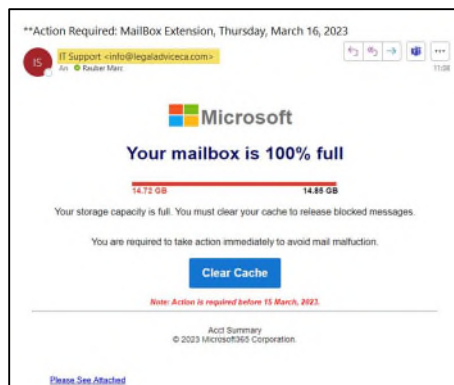 **Action Required: MailBox Extension, Thursday, March 16, 2023
IS
IT Support <info@legaladviceca.com>
An Rauber Marc
11:08
Microsoft
Your mailbox is 100% full
14.72 GB 14.85 GB
Your storage capacity is full. You must clear your cache to release blocked messages.
You are required to take action immediately to avoid mail malfuction.
Clear Cache
Note: Action is required before 15 March, 2023.
Acct Summary
© 2023 Microsoft365 Corporation.
Please See Attached